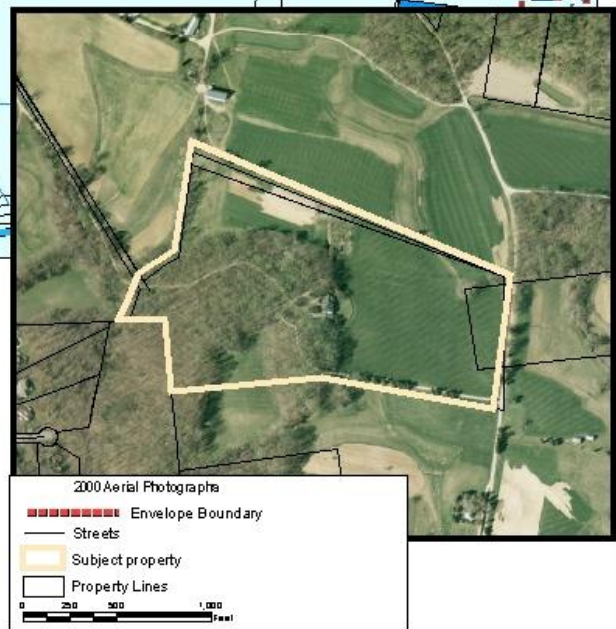 2000 Aerial Photographs
Envelope Boundary
Streets
Subject property
Property Lines
0 250 500 1,000
Feet